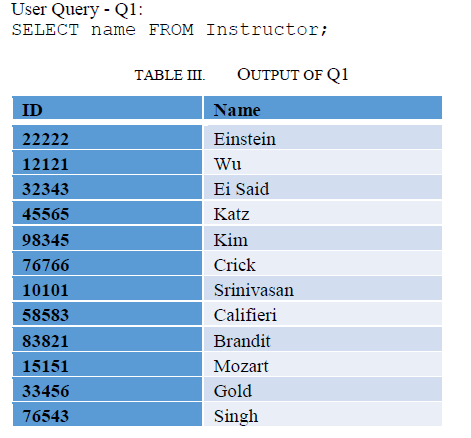 User Query - Q1:
SELECT name FROM Instructor;
TABLE III. OUTPUT OF Q1
ID Name
22222 Einstein
12121 Wu
32343 Ei Said
45565 Katz
98345 Kim
76766 Crick
10101 Srinivasan
58583 Califieri
83821 Brandit
15151 Mozart
33456 Gold
76543 Singh